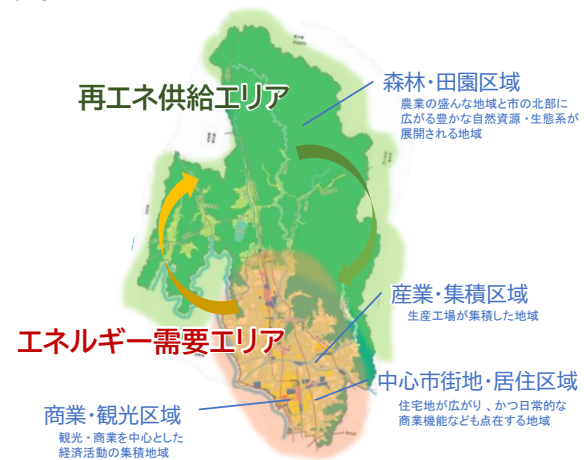 再エネ供給エリア
森林・田園区域
農業の盛んな地域と市の北部に
広がる豊かな自然資源・生態系が
展開される地域
産業・集積区域
生産工場が集積した地域
エネルギー需要エリア
中心市街地・居住区域
住宅地が広がり、かつ日常的な
商業機能なども点在する地域
商業・観光区域
観光・商業を中心とした
経済活動の集積地域